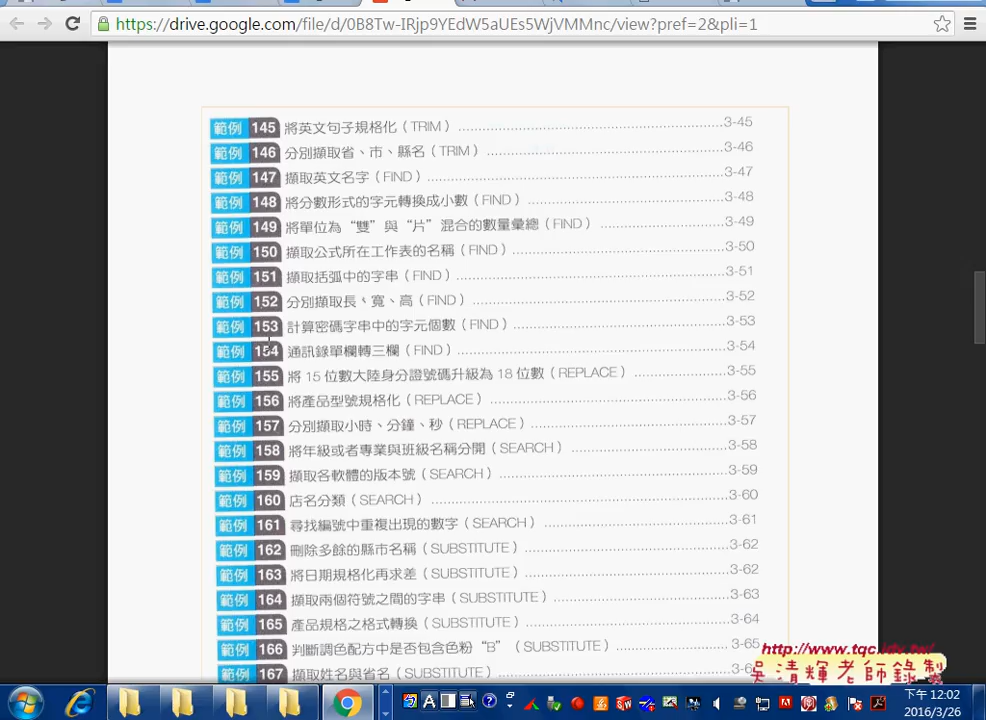 https://drive.google.com/file/d/0B8Tw-IRjp9YEdW5aUEs5WjVMMnc/view?pref=2&pli=1
範例 145 將英文句子規格化（TRIM）3-45
範例 146 分別擷取省、市、縣名（TRIM）3-46
範例 147 擷取英文名字（FIND）3-47
範例 148 將分數形式的字元轉換成小數（FIND）3-48
範例 149 將單位為“雙”與“片”混合的數量彙總（FIND）3-49
範例 150 擷取公式所在工作表的名稱（FIND）3-50
範例 151 擷取括弧中的字串（FIND）3-51
範例 152 分別擷取長、寬、高（FIND）3-52
範例 153 計算密碼字串中的字元個數（FIND）3-53
範例 154 通訊錄單欄轉三欄（FIND）3-54
範例 155 將 15 位數大陸身分證號碼升級為 18 位數（REPLACE）3-55
範例 156 將產品型號規格化（REPLACE）3-56
範例 157 分別擷取小時、分鐘、秒（REPLACE）3-57
範例 158 將年級或者專業與班級名稱分開（SEARCH）3-58
範例 159 擷取各軟體的版本號（SEARCH）3-59
範例 160 店名分類（SEARCH）3-60
範例 161 尋找編號中重複出現的數字（SEARCH）3-61
範例 162 刪除多餘的縣市名稱（SUBSTITUTE）3-62
範例 163 將日期規格化再求差（SUBSTITUTE）3-62
範例 164 擷取兩個符號之間的字串（SUBSTITUTE）3-63
範例 165 產品規格之格式轉換（SUBSTITUTE）3-64
範例 166 判斷調色配方中是否包含色粉“B”（SUBSTITUTE）3-65
範例 167 擷取姓名與省名（SUBSTITUTE）
http://www.tqc.idv.tw/
吳清輝老師錄製
下午 12:02
2016/3/26